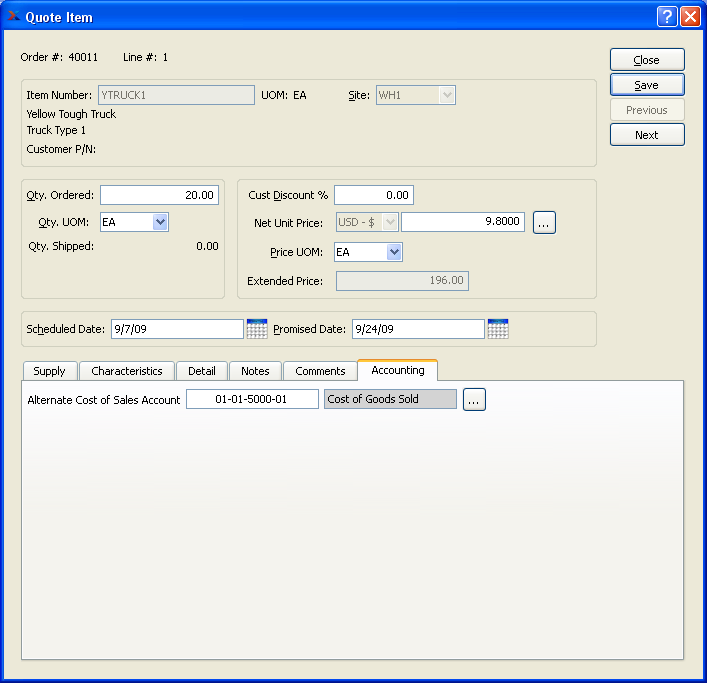 Quote Item
Order #: 40011 Line #: 1
Close
Item Number: YTRUCK1 UOM: EA Site: WH1
Save
Yellow Tough Truck
Previous
Truck Type 1
Next
Customer P/N:
Qty. Ordered: 20.00 Cust Discount % 0.00
Qty. UOM: EA Net Unit Price: USD - $ 9.8000 ...
Qty. Shipped: 0.00 Price UOM: EA
Extended Price: 196.00
Scheduled Date: 9/7/09 Promised Date: 9/24/09
Supply Characteristics Detail Notes Comments Accounting
Alternate Cost of Sales Account 01-01-5000-01 Cost of Goods Sold ...